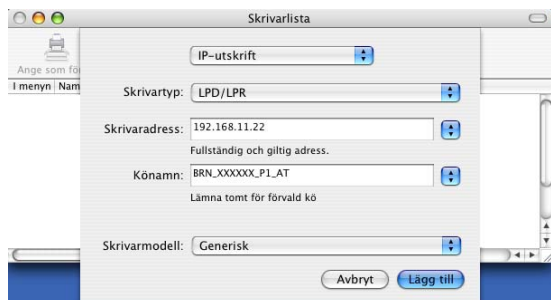 Skrivarlista
IP-utskrift
Ange som fö
I menyn Nam
Skrivartyp: LPD/LPR
Skrivaradress: 192.168.11.22
Fullständig och giltig adress.
Könamn: BRN_XXXXXX_P1_AT
Lämna tomt för förvald kö
Skrivarmodell: Generisk
Avbryt Lägg till